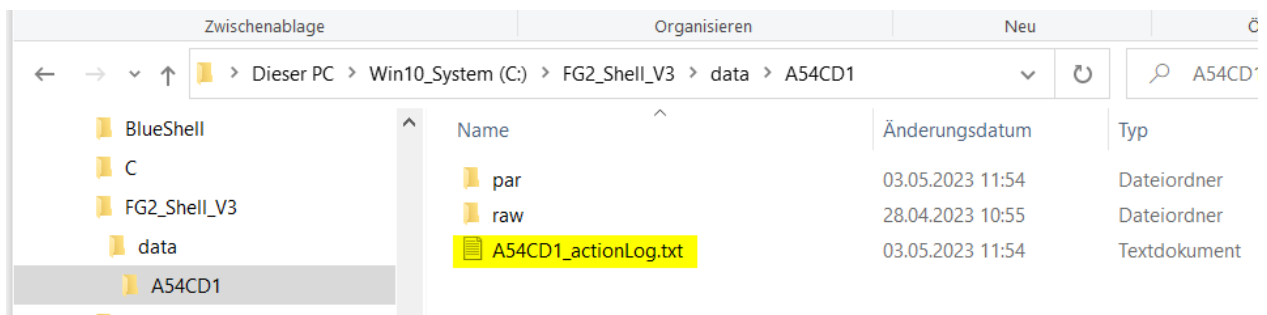 Zwischenablage Organisieren Neu
Dieser PC > Win10_System (C:) > FG2_Shell_V3 > data > A54CD1
BlueShell Name Änderungsdatum Typ
C par 03.05.2023 11:54 Dateiordner
FG2_Shell_V3 raw 28.04.2023 10:55 Dateiordner
data A54CD1_actionLog.txt 03.05.2023 11:54 Textdokument
A54CD1